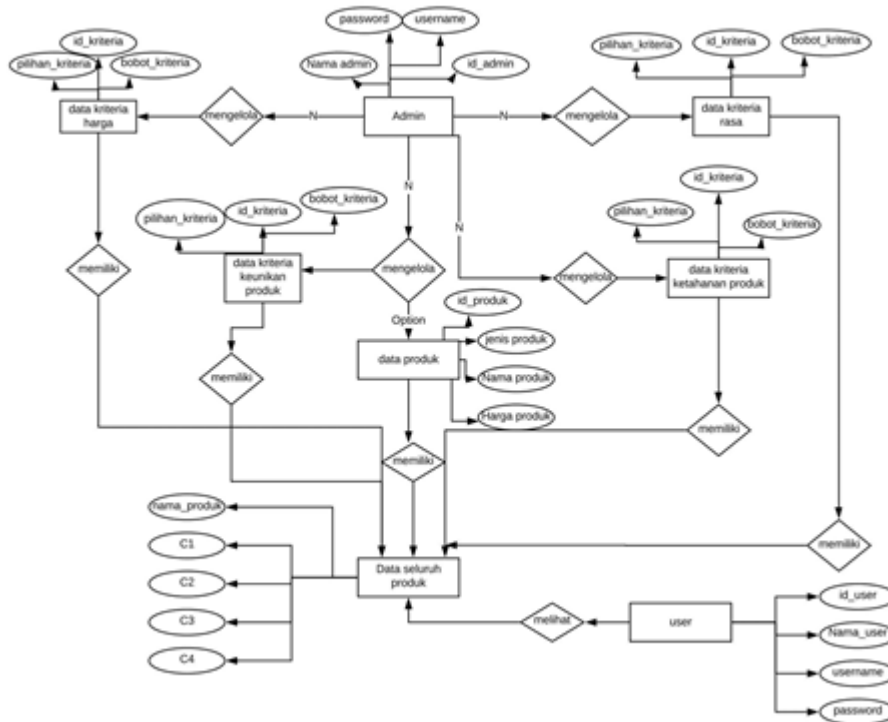 password
username
id_kriteria
pilihan_kriteria
bobot_kriteria
Nama admin
id_admin
pilihan_kriteria
id_kriteria
bobot_kriteria
data kriteria
harga
mengelola
N
Admin
N
mengelola
data kriteria
rasa
N
N
id_kriteria
pilihan_kriteria
bobot_kriteria
pilihan_kriteria
id_kriteria
bobot_kriteria
memiliki
data kriteria
keunikan
produk
mengelola
mengelola
data kriteria
ketahanan produk
Option
id_produk
jenis produk
data produk
Nama produk
Harga produk
memiliki
memiliki
memiliki
nama_produk
C1
C2
C3
C4
Data seluruh
produk
memiliki
melihat
user
id_user
Nama_user
username
password